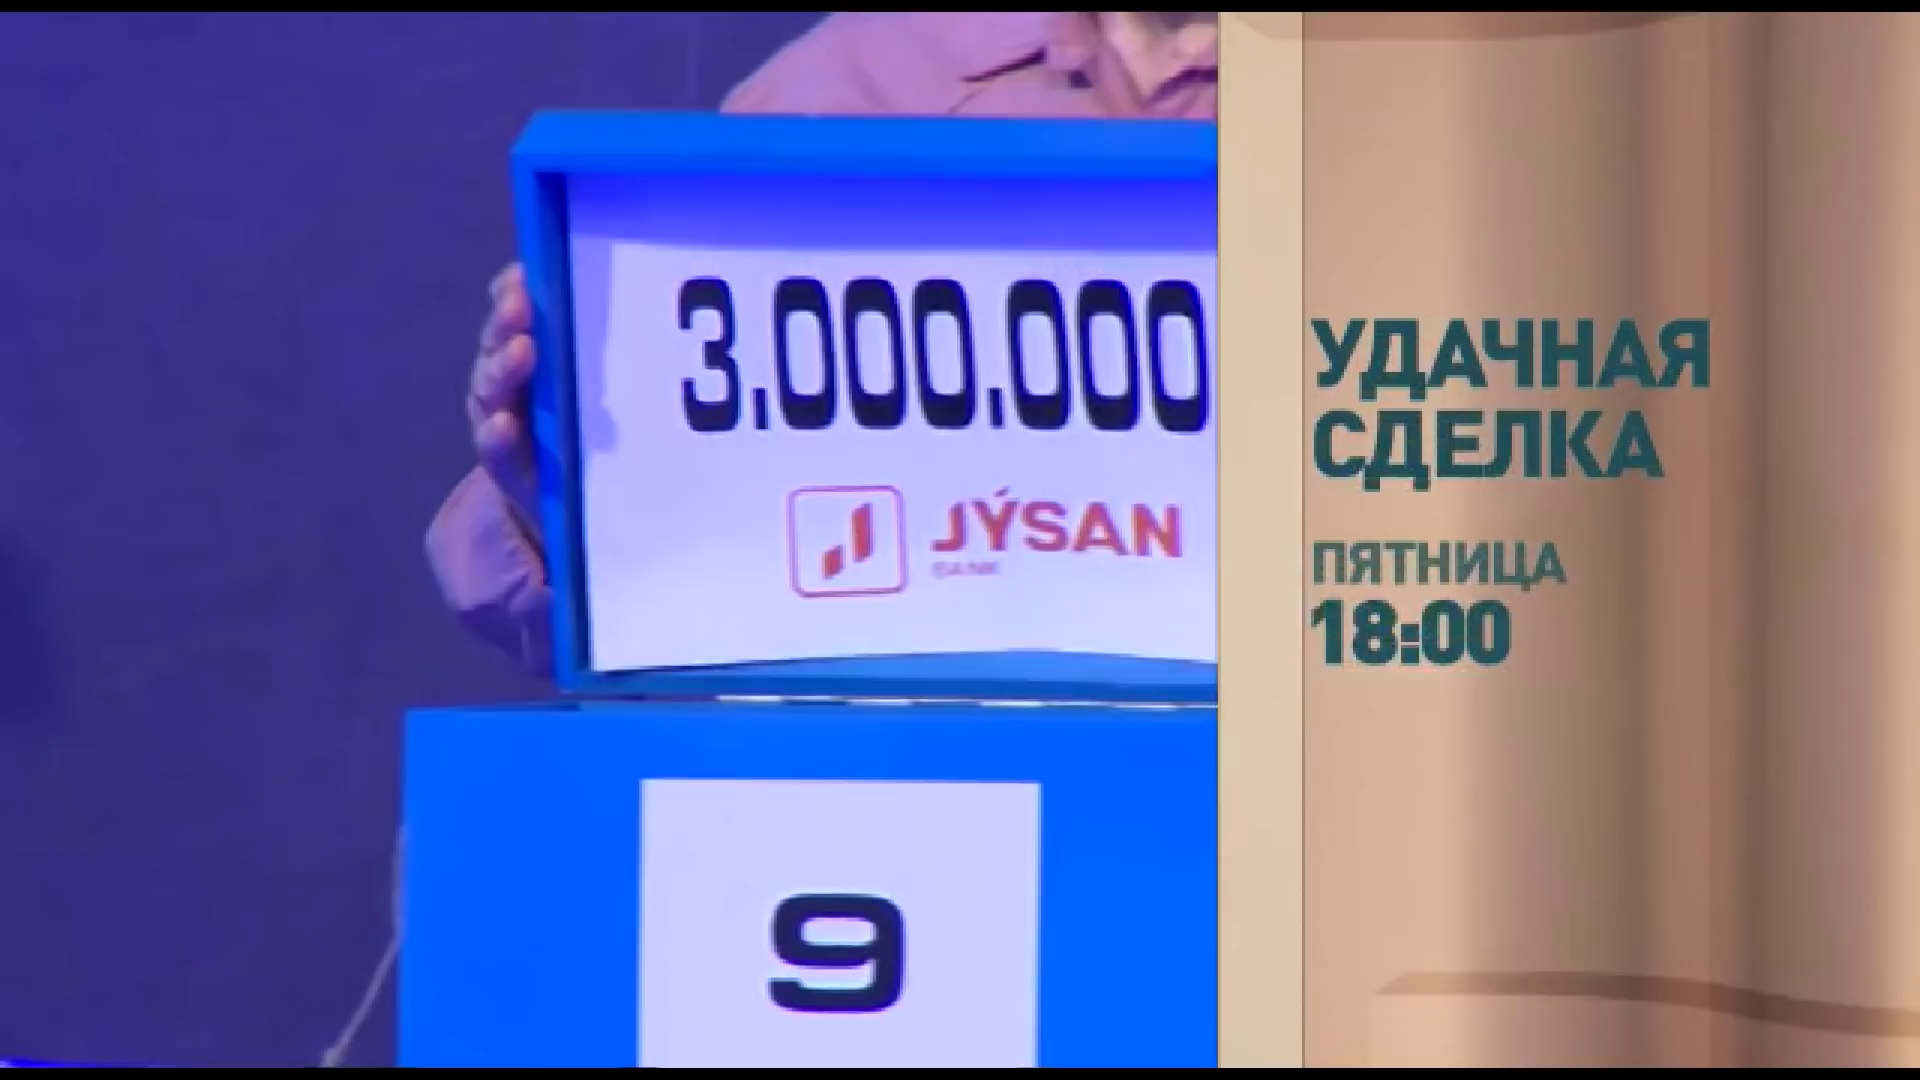 3.000.000
JÝSAN
BANK
9
УДАЧНАЯ
СДЕЛКА
ПЯТНИЦА
18:00